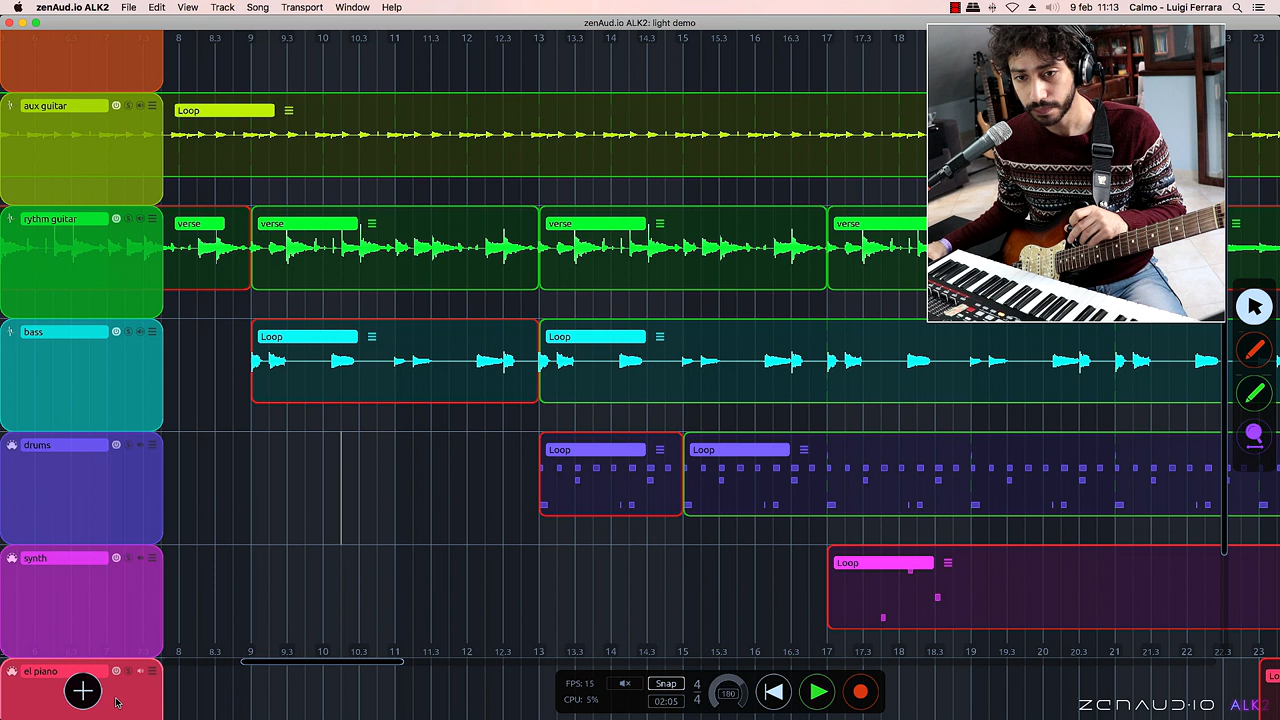 zenAud.io ALK2 File Edit View Track Song Transport Window Help 9 feb 11:13 Calmo - Luigi Ferrara
zenAud.io ALK2: light demo
8 8.3 9 9.3 10 10.3 11 11.3 12 12.3 13 13.3 14 14.3 15 15.3 16 16.3 17 17.3 18 23
aux guitar Loop
rythm guitar verse verse verse verse
bass Loop Loop
drums Loop Loop
synth Loop
8 8.3 9 9.3 10 10.3 11 11.3 12 12.3 13 13.3 14 14.3 15 15.3 16 16.3 17 17.3 18 18.3 19 19.3 20 20.3 21 21.3 22 22.3 23
el piano
FPS: 15 Snap 4
CPU: 5% 02:05 4 180
ZENAUD·IO ALK2